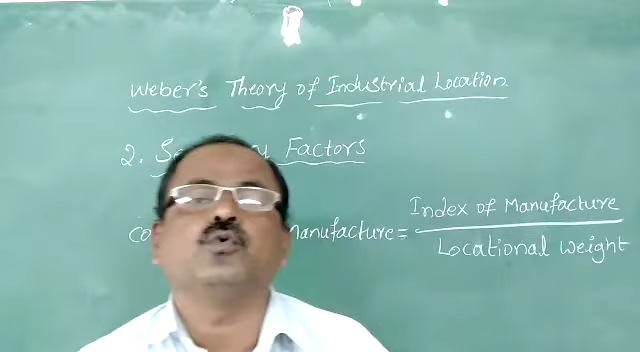 Weber's Theory of Industrial Location
2. Factors
Manufacture = Index of Manufacture
Locational Weight